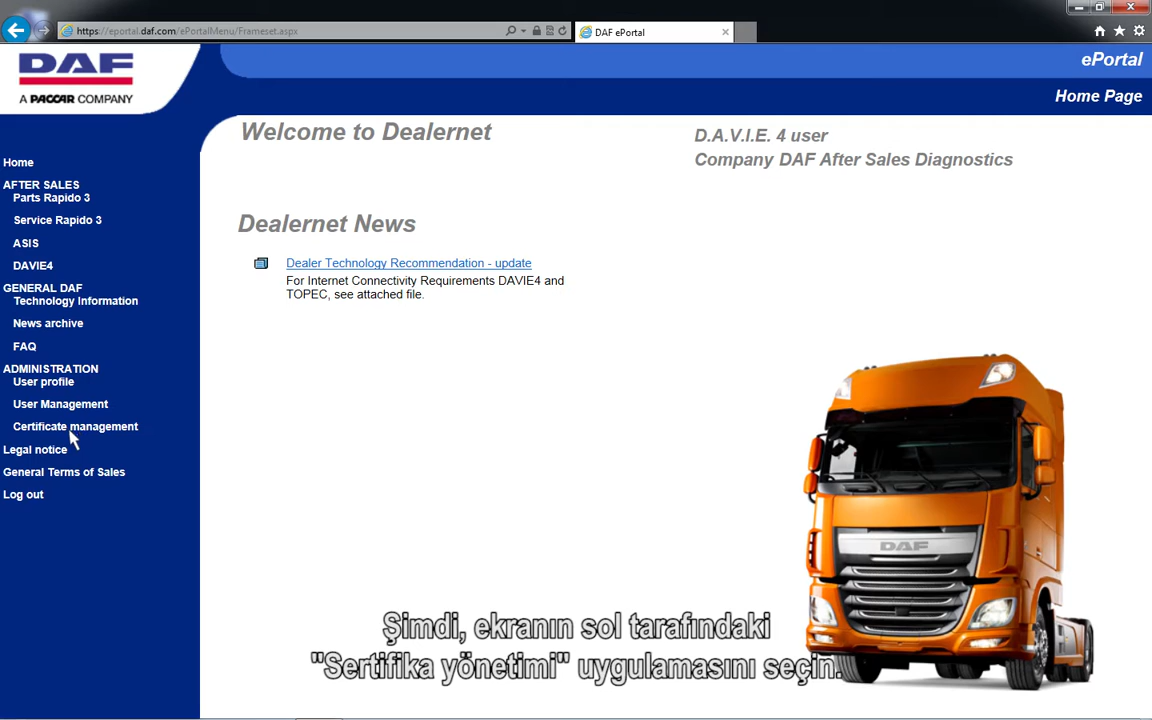 https://eportal.daf.com/ePortalMenu/Frameset.aspx
DAF ePortal
DAF
A PACCAR COMPANY
ePortal
Home Page
Home
AFTER SALES
Parts Rapido 3
Service Rapido 3
ASIS
DAVIE4
GENERAL DAF
Technology Information
News archive
FAQ
ADMINISTRATION
User profile
User Management
Certificate management
Legal notice
General Terms of Sales
Log out
Welcome to Dealernet
D.A.V.I.E. 4 user
Company DAF After Sales Diagnostics
Dealernet News
Dealer Technology Recommendation - update
For Internet Connectivity Requirements DAVIE4 and
TOPEC, see attached file.
DAF
Şimdi, ekranın sol tarafındaki
"Sertifika yönetimi" uygulamasını seçin.